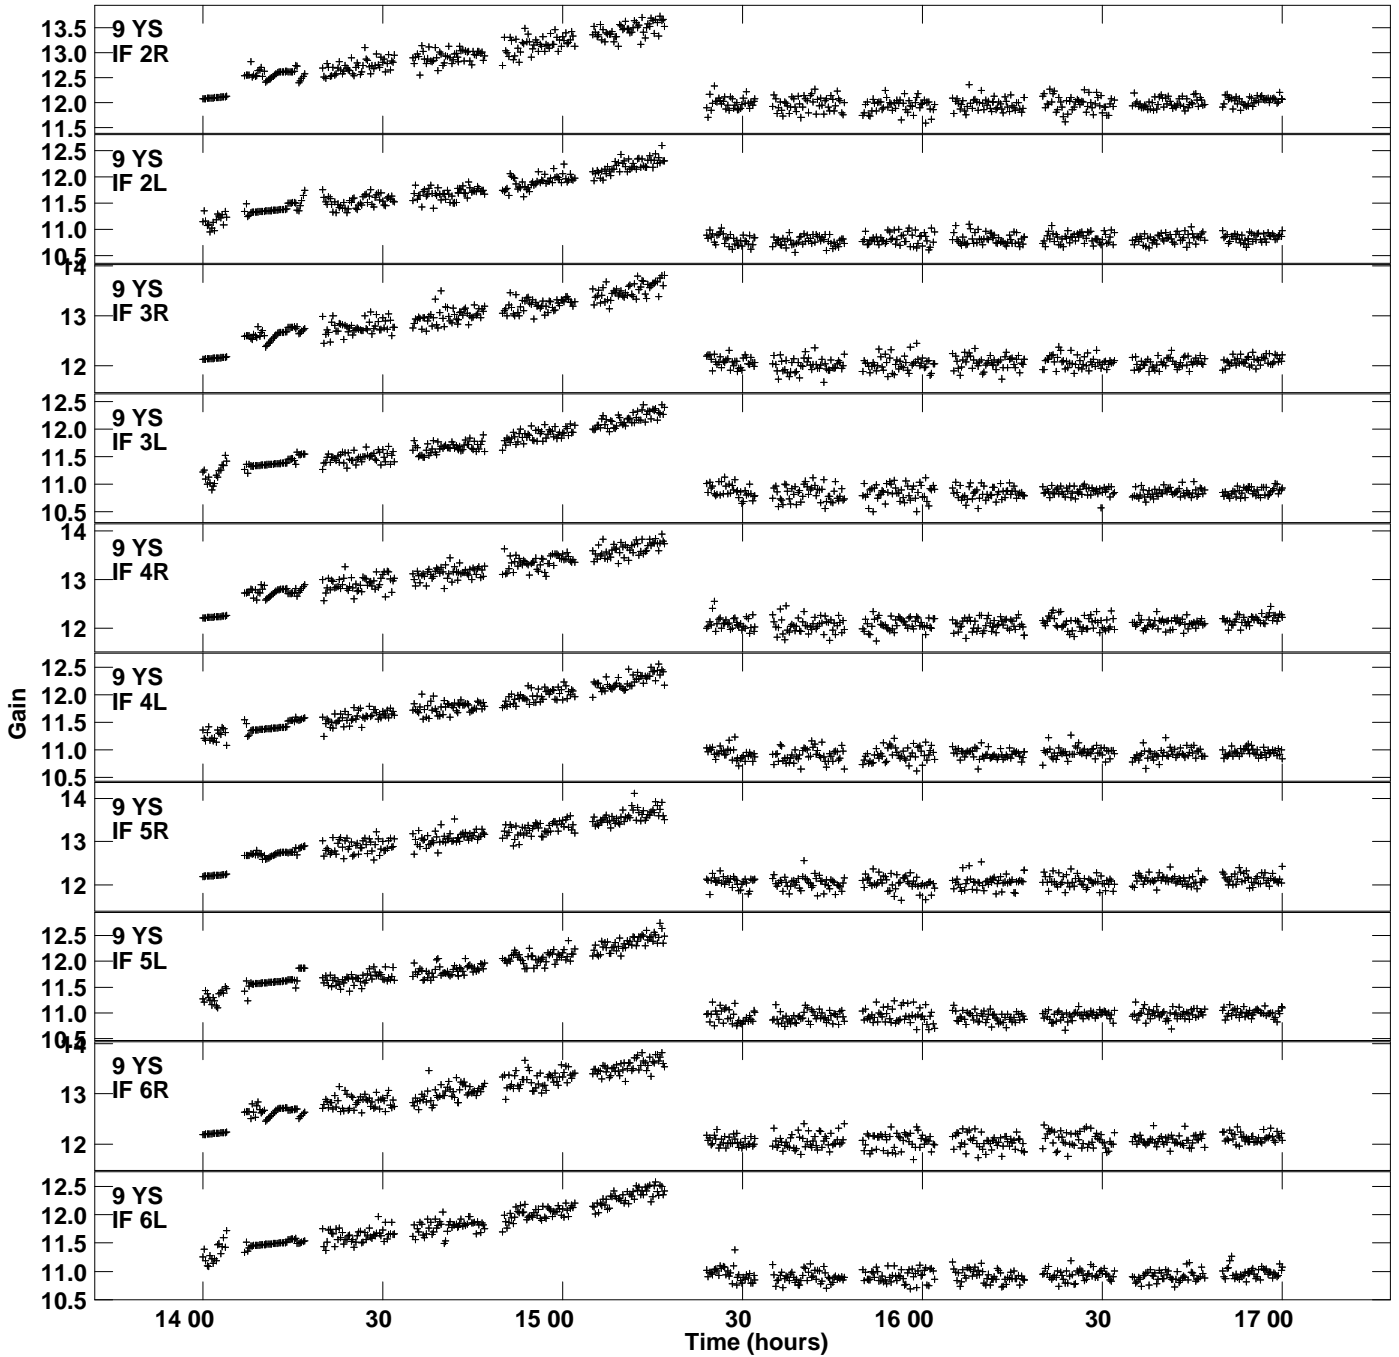 13.5
13.0
12.5
12.0
11.5
9 YS
IF 2R
12.5
12.0
11.5
11.0
10.5
9 YS
IF 2L
14
13
12
9 YS
IF 3R
12.5
12.0
11.5
11.0
10.5
9 YS
IF 3L
14
13
12
9 YS
IF 4R
12.5
12.0
11.5
11.0
10.5
9 YS
IF 4L
14
13
12
9 YS
IF 5R
12.5
12.0
11.5
11.0
10.5
9 YS
IF 5L
14
13
12
9 YS
IF 6R
12.5
12.0
11.5
11.0
10.5
9 YS
IF 6L
Gain
14 00 30 15 00 30 16 00 30 17 00
Time (hours)